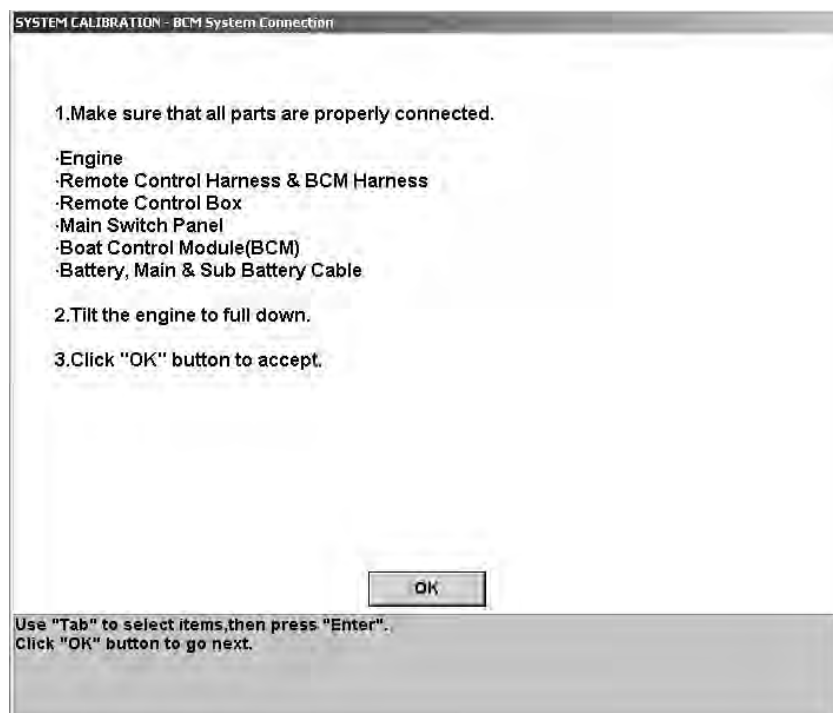 SYSTEM CALIBRATION - BCM System Connection
1.Make sure that all parts are properly connected.
·Engine
·Remote Control Harness & BCM Harness
·Remote Control Box
·Main Switch Panel
·Boat Control Module(BCM)
·Battery, Main & Sub Battery Cable
2.Tilt the engine to full down.
3.Click "OK" button to accept.
OK
Use "Tab" to select items,then press "Enter".
Click "OK" button to go next.